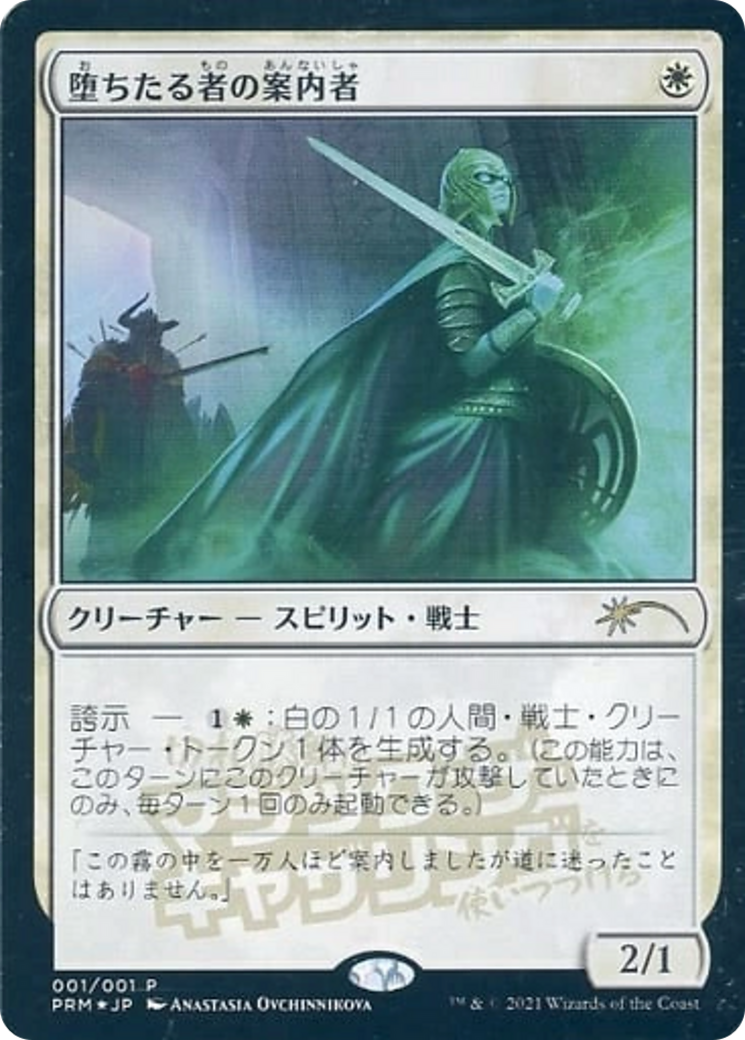 堕ちたる者の案内者
クリーチャー — スピリット・戦士
誇示 — 1 : 白の1/1の人間・戦士・クリー
チャー・トークン1体を生成する。(この能力は、
このターンにこのクリーチャーが攻撃していたときに
のみ、毎ターン1回のみ起動できる。)
「この霧の中を一万人ほど案内しましたが道に迷ったこと
はありません。」
2/1
001/001 P
PRM★JP Anastasia Ovchinnikova
™ & © 2021 Wizards of the Coast